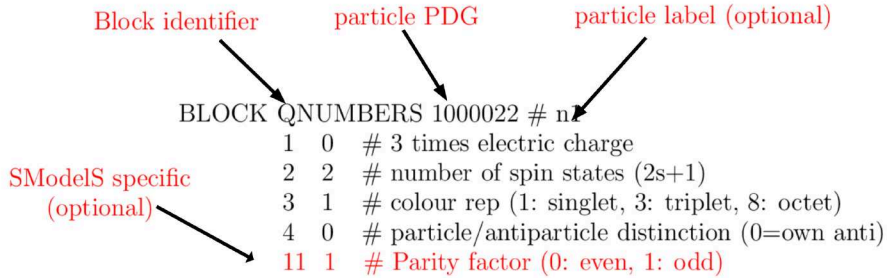 Block identifier
particle PDG
particle label (optional)
BLOCK QNUMBERS 1000022 # n1
1 0 # 3 times electric charge
2 2 # number of spin states (2s+1)
SModelS specific
(optional)
3 1 # colour rep (1: singlet, 3: triplet, 8: octet)
4 0 # particle/antiparticle distinction (0=own anti)
11 1 # Parity factor (0: even, 1: odd)